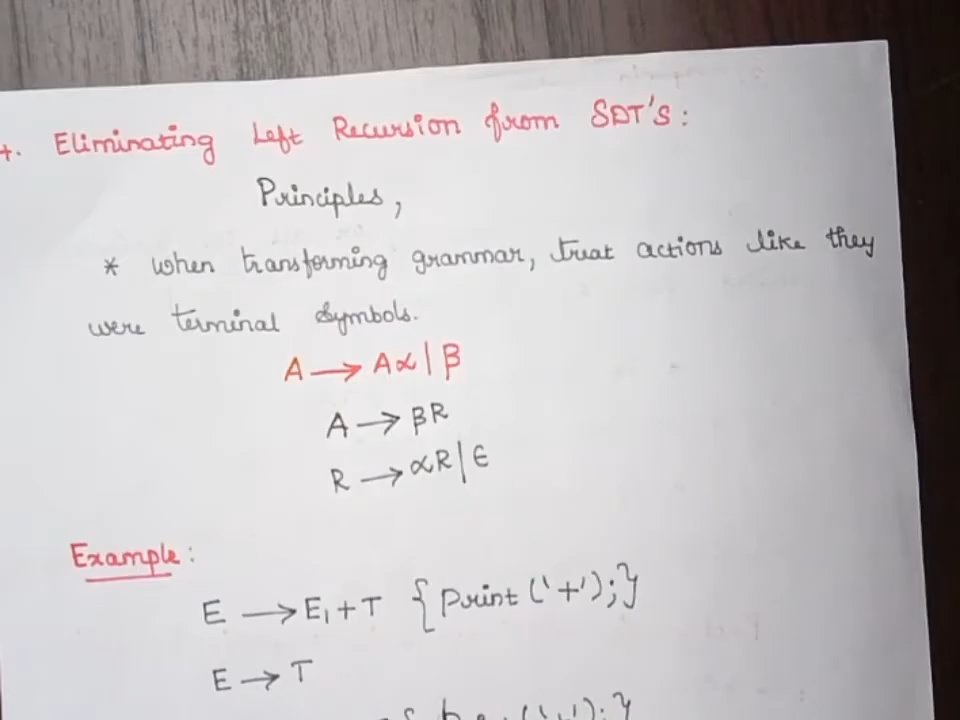 Eliminating Left Recursion from SDT's:
Principles,
* when transforming grammar, treat actions like they
were terminal symbols.
A → Aα | β
A → βR
R → αR | ϵ
Example:
E → E₁ + T {print ('+');}
E → T